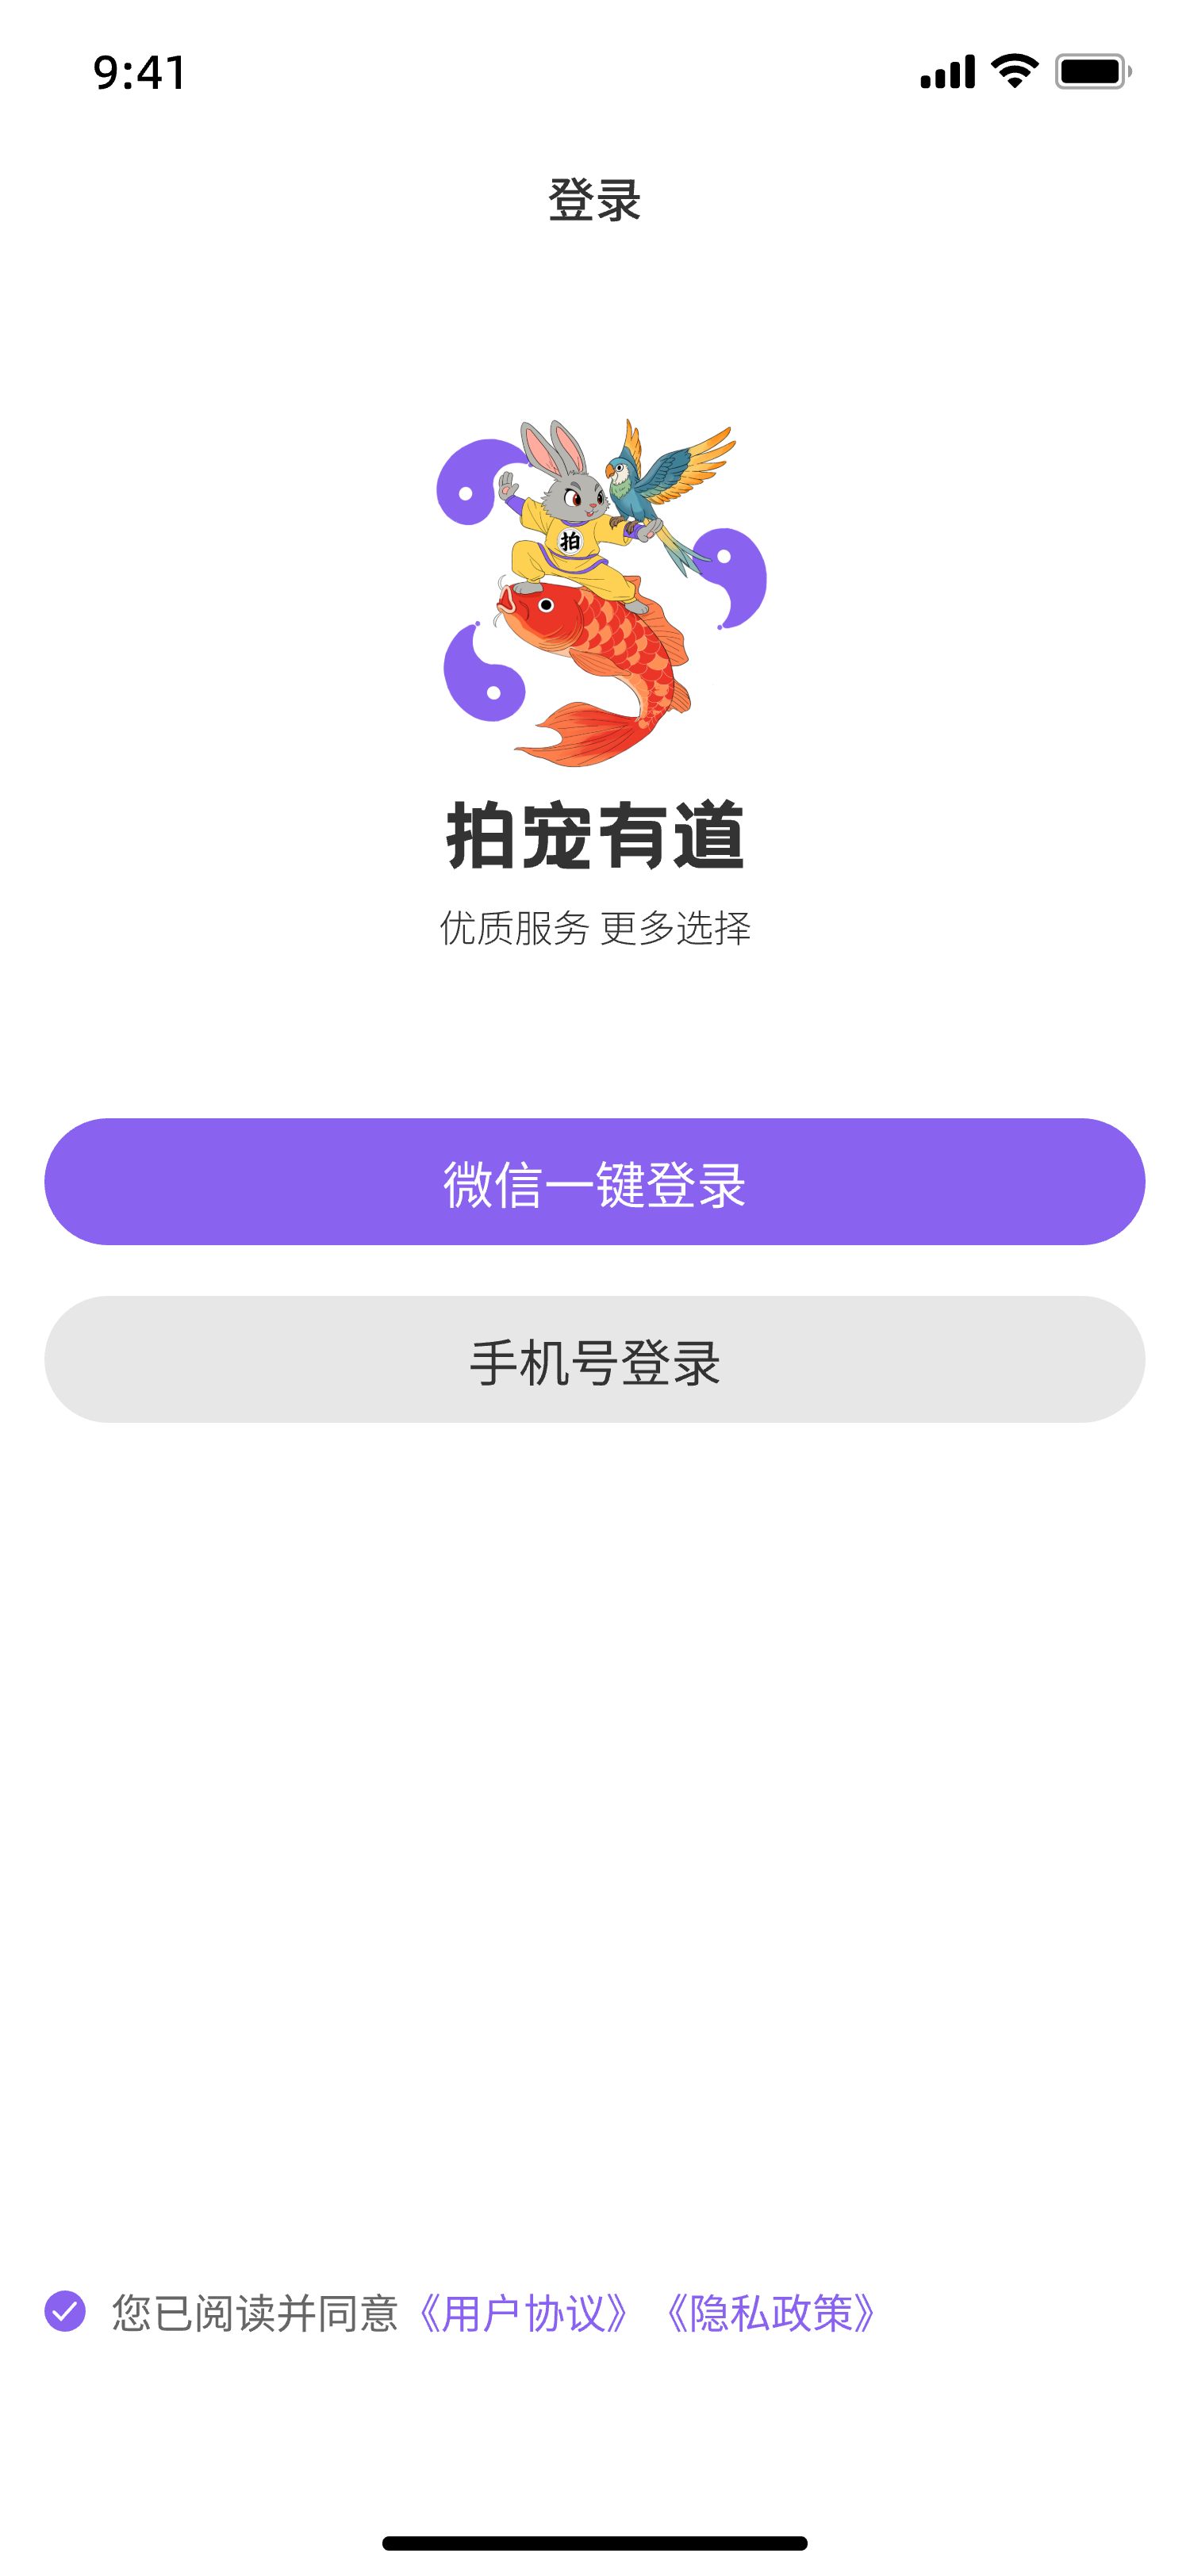 9:41
登录
拍
拍宠有道
优质服务 更多选择
微信一键登录
手机号登录
您已阅读并同意《用户协议》《隐私政策》